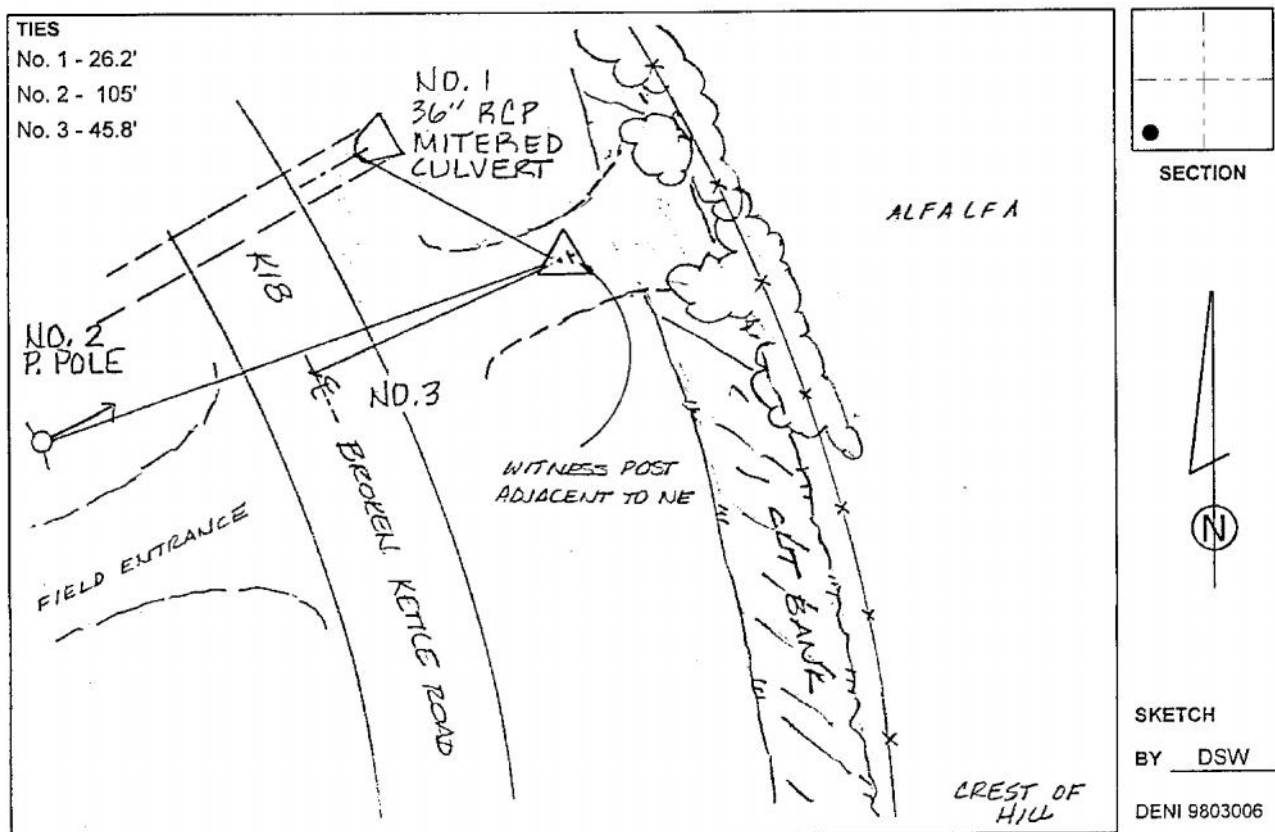 TIES
No. 1 - 26.2'
No. 2 - 105'
No. 3 - 45.8'
NO. 1
36" RCP
MITERED
CULVERT
SECTION
ALFALFA
K18
NO. 2
P. POLE
NO.3
℄ -- BROKEN KETTLE ROAD
WITNESS POST
ADJACENT TO NE
FIELD ENTRANCE
CUT BANK
N
CREST OF
HILL
SKETCH
BY DSW
DENI 9803006